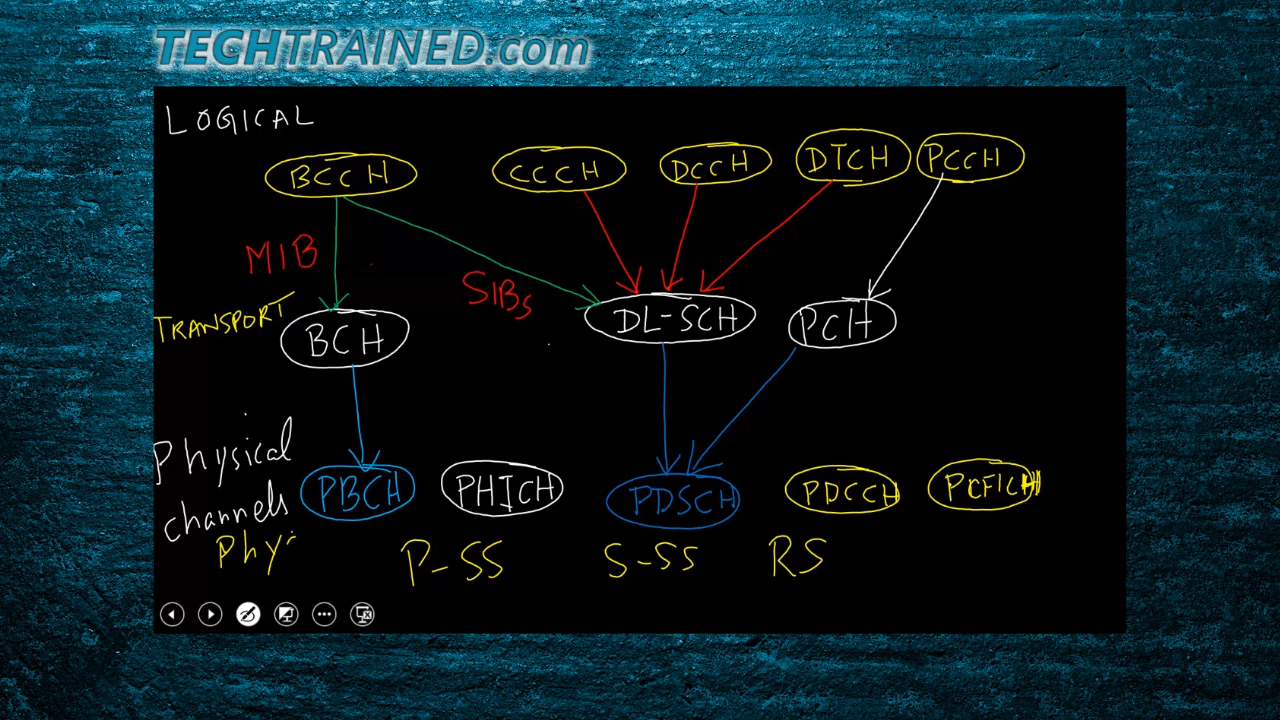 TECHTRAINED.com
LOGICAL
BCCH CCCH DCCH DTCH PCCH
MIB
SIBs
TRANSPORT
BCH DL-SCH PCH
Physical
channels
PBCH PHICH PDSCH PDCCH PCFICH
Phys
P-SS S-SS RS